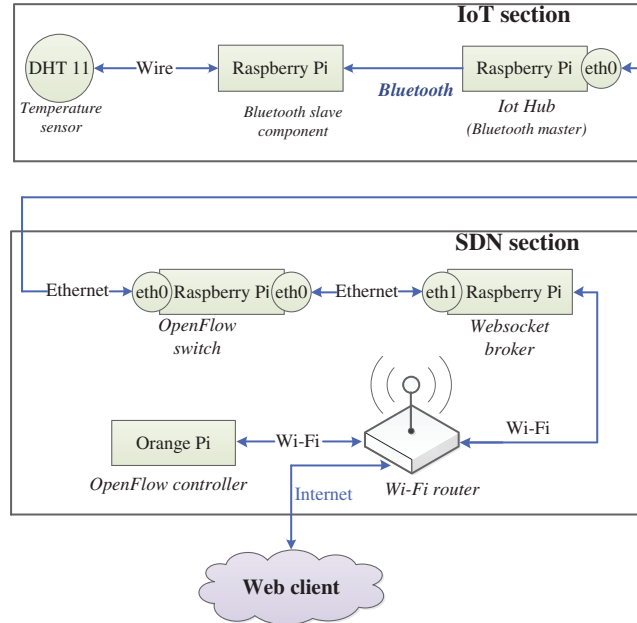 IoT section
DHT 11
Wire
Raspberry Pi
Bluetooth
Raspberry Pi
eth0
Temperature
sensor
Bluetooth slave
component
Iot Hub
(Bluetooth master)
SDN section
Ethernet
eth0
Raspberry Pi
eth0
Ethernet
eth1
Raspberry Pi
OpenFlow
switch
Websocket
broker
Orange Pi
Wi-Fi
Wi-Fi
OpenFlow controller
Wi-Fi router
Internet
Web client